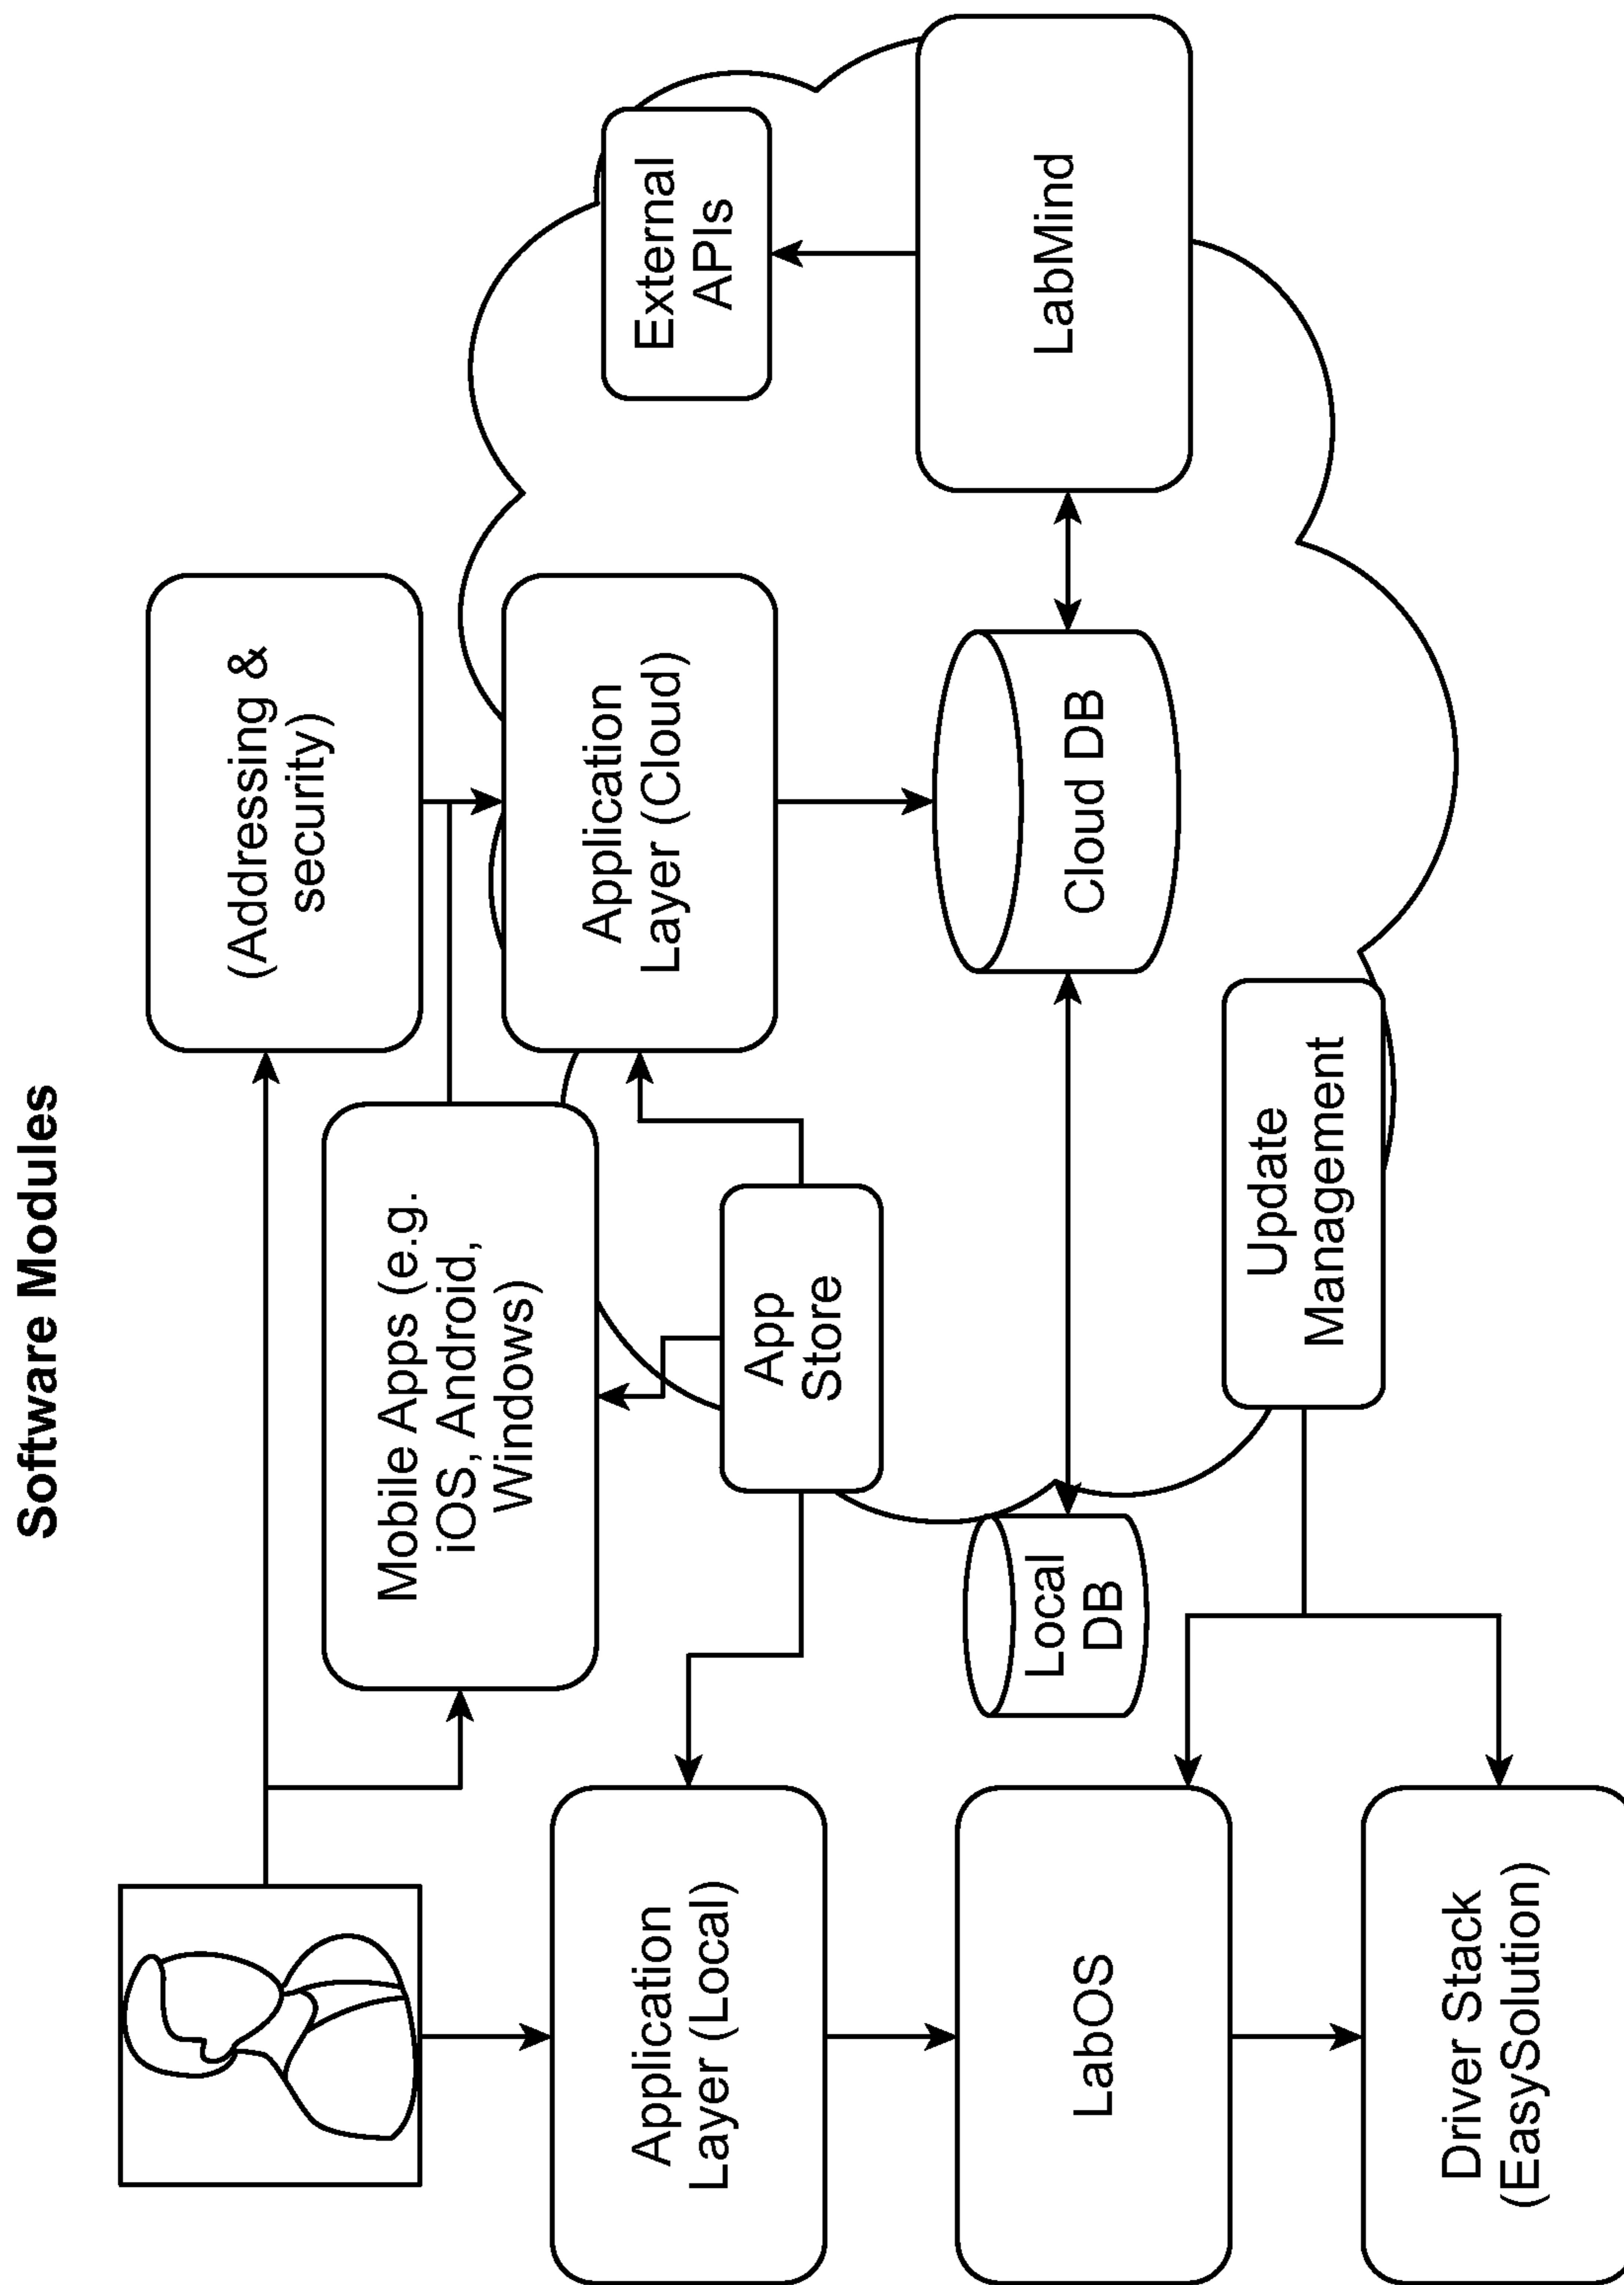 Software Modules
(Addressing &
security)
Mobile Apps (e.g.
iOS, Android,
Windows)
Application
Layer (Local)
App
Store
Application
Layer (Cloud)
External
APIs
LabOS
Local
DB
Cloud DB
LabMind
Driver Stack
(EasySolution)
Update
Management